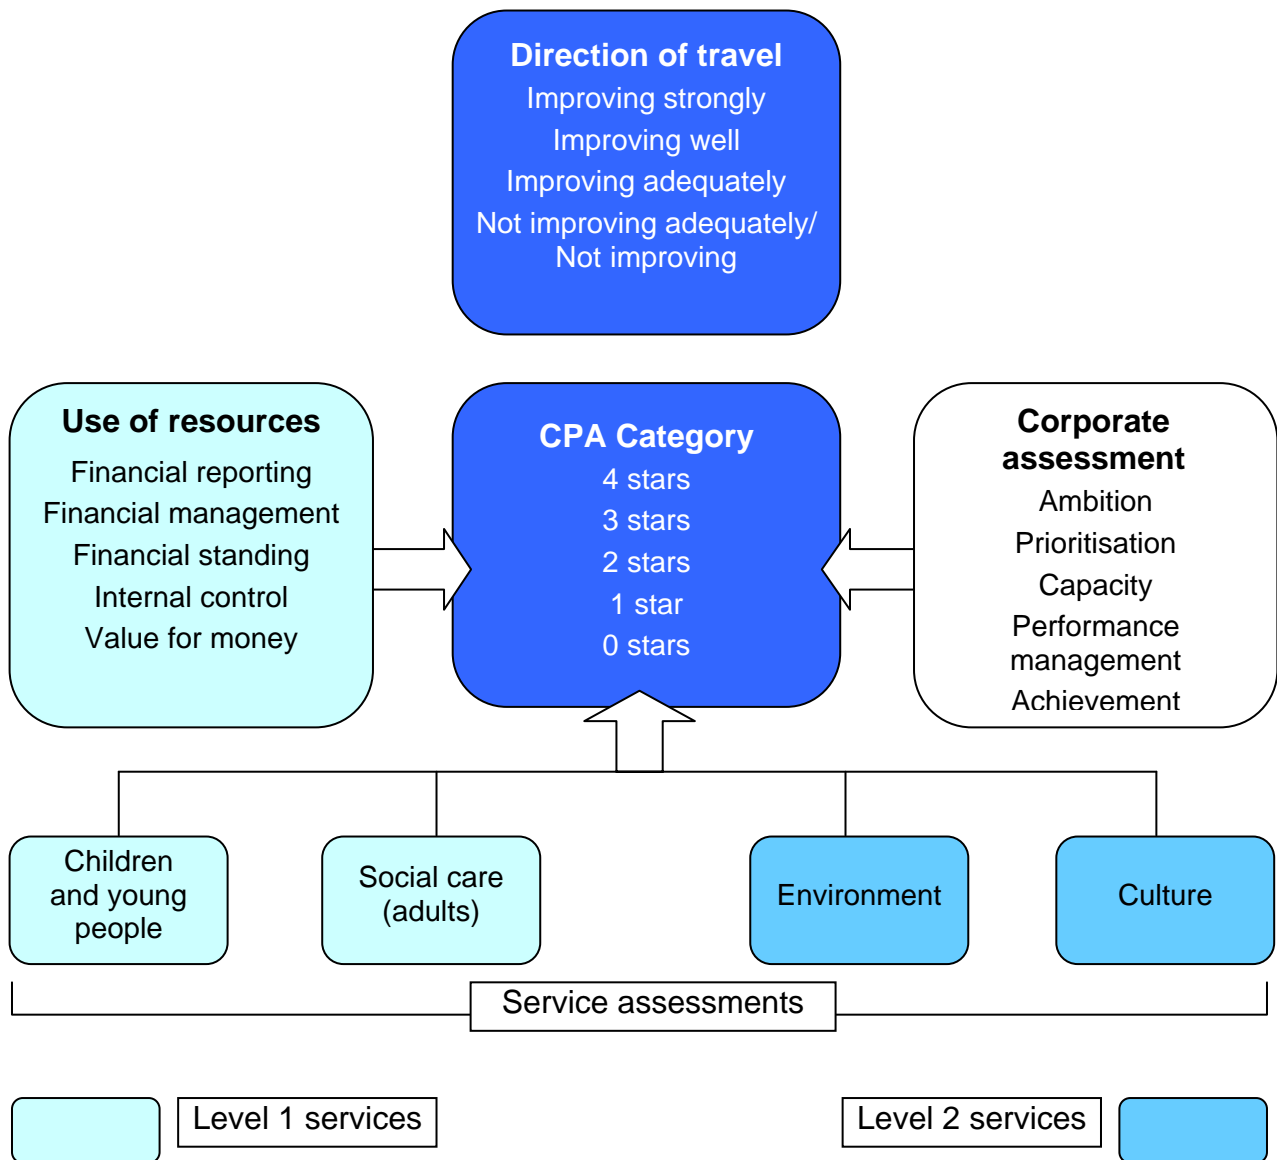 Direction of travel
Improving strongly
Improving well
Improving adequately
Not improving adequately/
Not improving
Use of resources
Financial reporting
Financial management
Financial standing
Internal control
Value for money
CPA Category
4 stars
3 stars
2 stars
1 star
0 stars
Corporate
assessment
Ambition
Prioritisation
Capacity
Performance
management
Achievement
Children
and young
people
Social care
(adults)
Environment
Culture
Service assessments
Level 1 services
Level 2 services